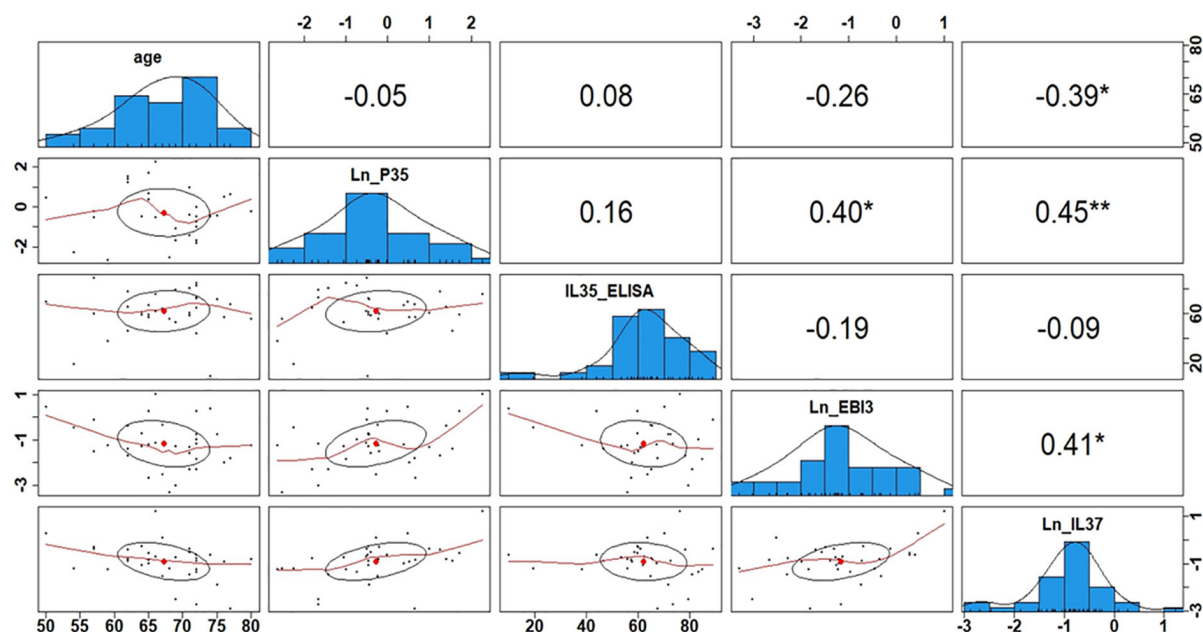 -2 -1 0 1 2
-3 -2 -1 0 1
age
-0.05
0.08
-0.26
-0.39*
50 65 80
-2 0 2
Ln_P35
0.16
0.40*
0.45**
IL35_ELISA
-0.19
-0.09
20 60
-3 -1 1
Ln_EBI3
0.41*
Ln_IL37
-3 -1 1
50 55 60 65 70 75 80
20 40 60 80
-3 -2 -1 0 1